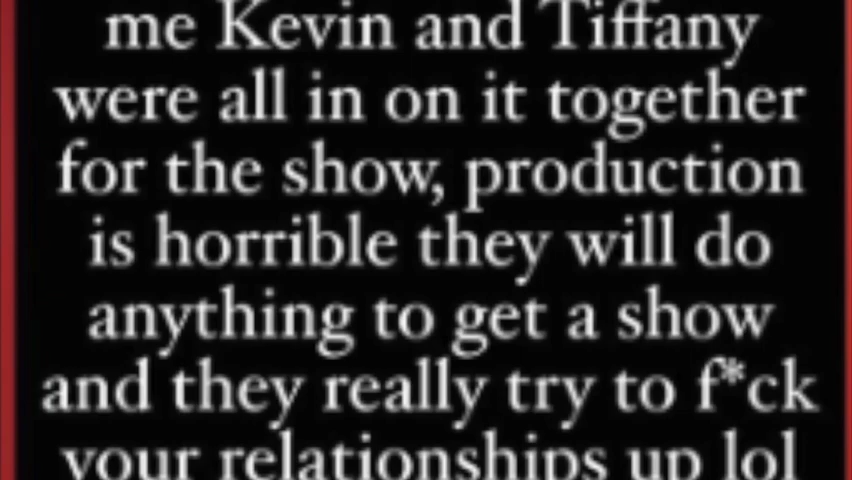 me Kevin and Tiffany
were all in on it together
for the show, production
is horrible they will do
anything to get a show
and they really try to f*ck
your relationships up lol